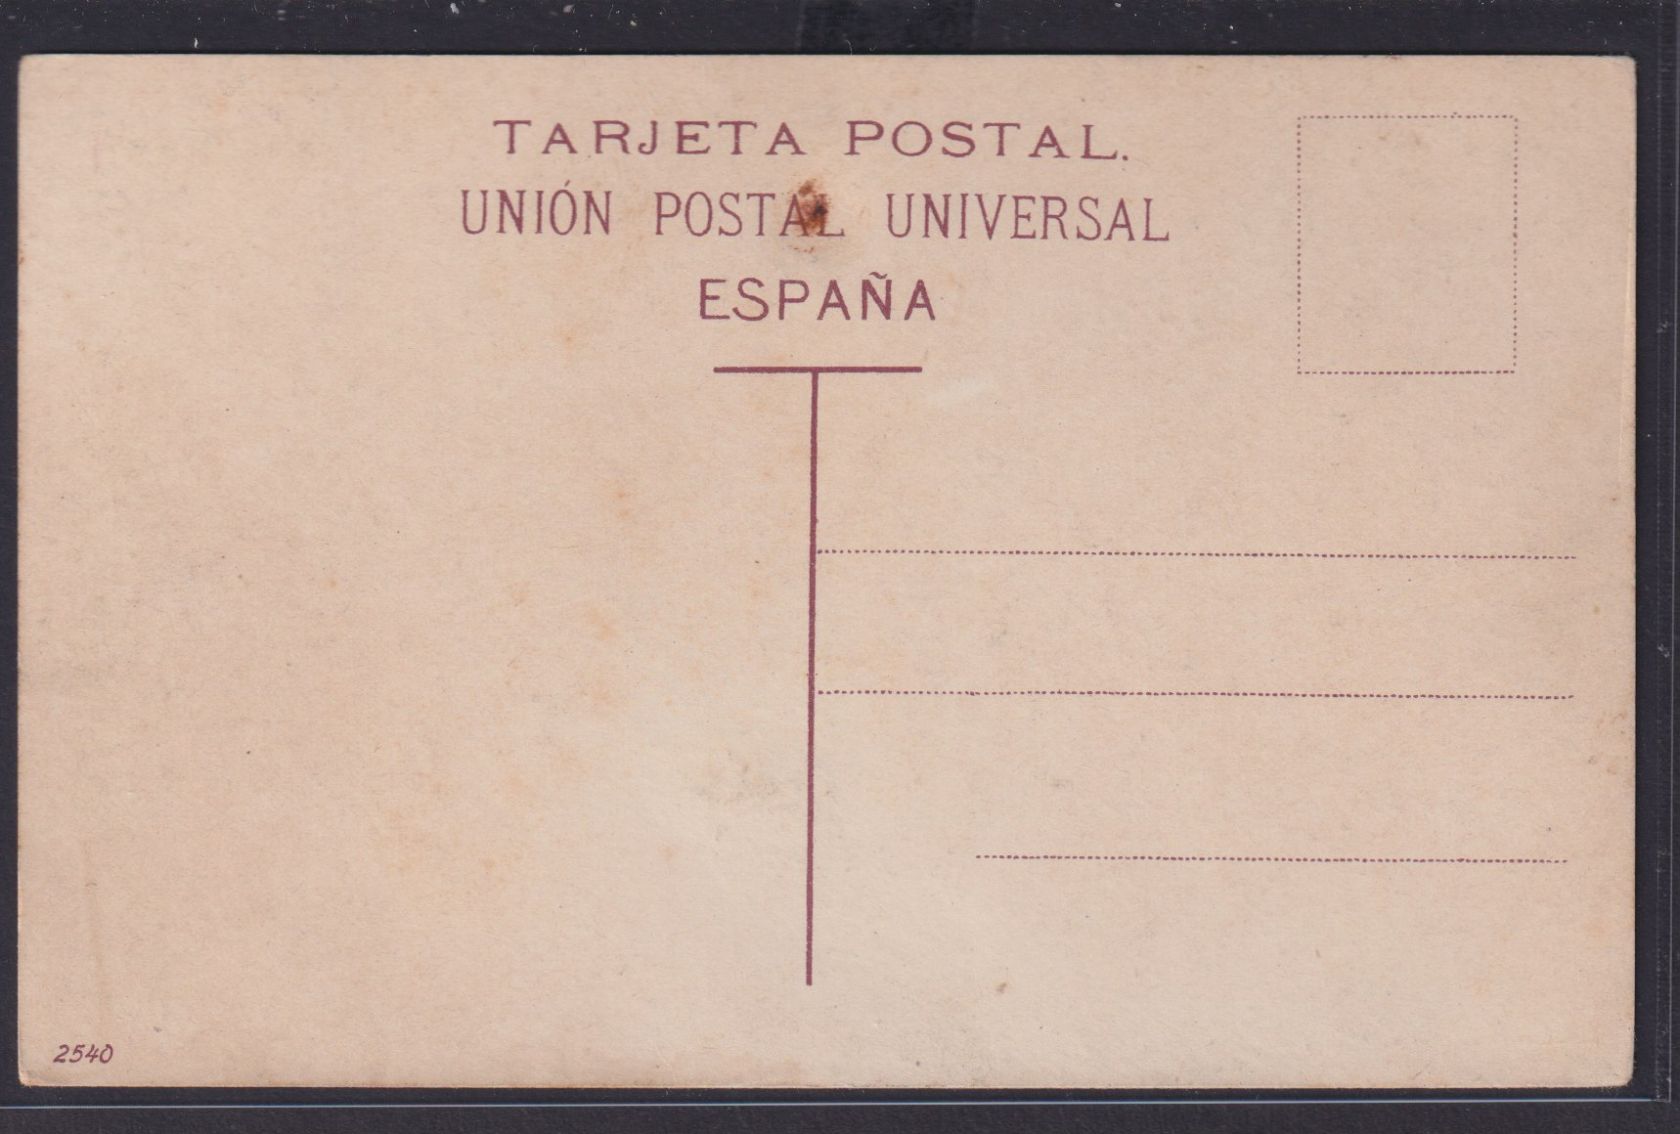 TARJETA POSTAL.
UNIÓN POSTAL UNIVERSAL
ESPAÑA
2540